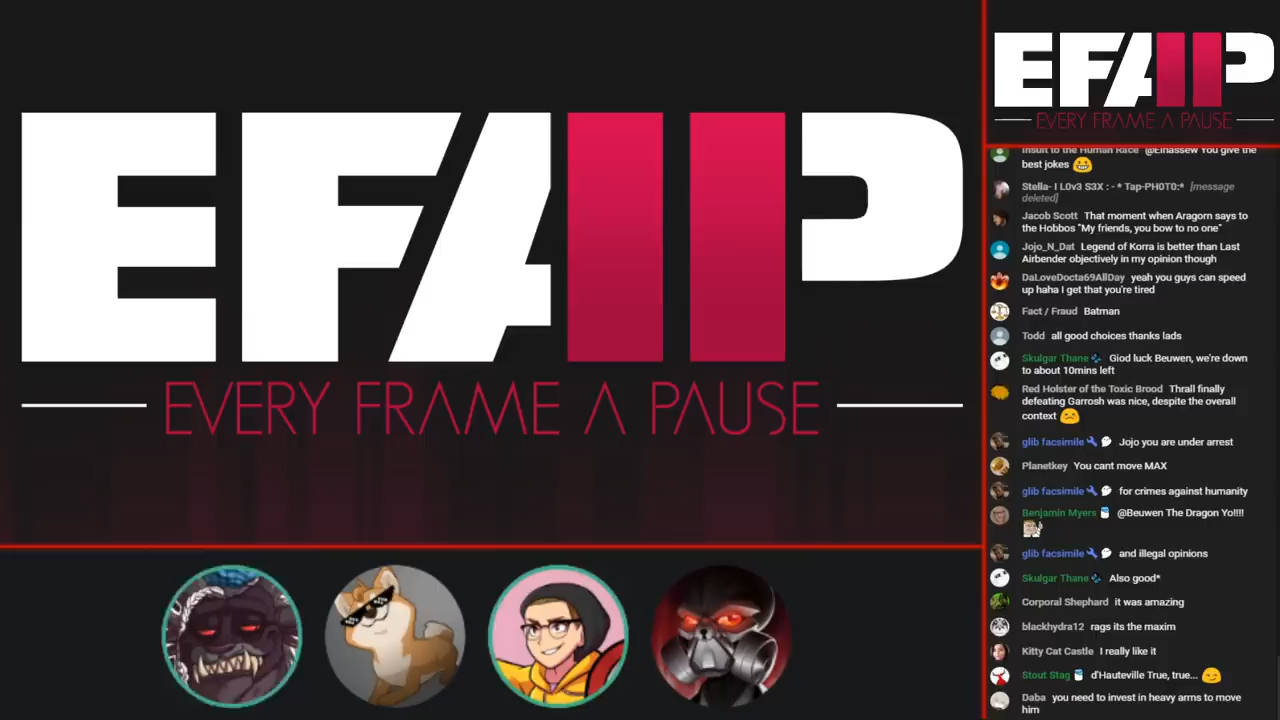 EFAP
EVERY FRAME A PAUSE
EFAP
EVERY FRAME A PAUSE
Insult to the Human Race @Elhassew You give the
best jokes
Stella- I L0v3 S3X : - * Tap-PH0T0:* [message
deleted]
Jacob Scott That moment when Aragorn says to
the Hobbos "My friends, you bow to no one"
Jojo_N_Dat Legend of Korra is better than Last
Airbender objectively in my opinion though
DaLoveDocta69AllDay yeah you guys can speed
up haha I get that you're tired
Fact / Fraud Batman
Todd all good choices thanks lads
Skulgar Thane Giod luck Beuwen, we're down
to about 10mins left
Red Holster of the Toxic Brood Thrall finally
defeating Garrosh was nice, despite the overall
context
glib facsimile Jojo you are under arrest
Planetkey You cant move MAX
glib facsimile for crimes against humanity
Benjamin Myers @Beuwen The Dragon Yo!!!!
glib facsimile and illegal opinions
Skulgar Thane Also good*
Corporal Shephard it was amazing
blackhydra12 rags its the maxim
Kitty Cat Castle I really like it
Stout Stag d'Hauteville True, true...
Daba you need to invest in heavy arms to move
him